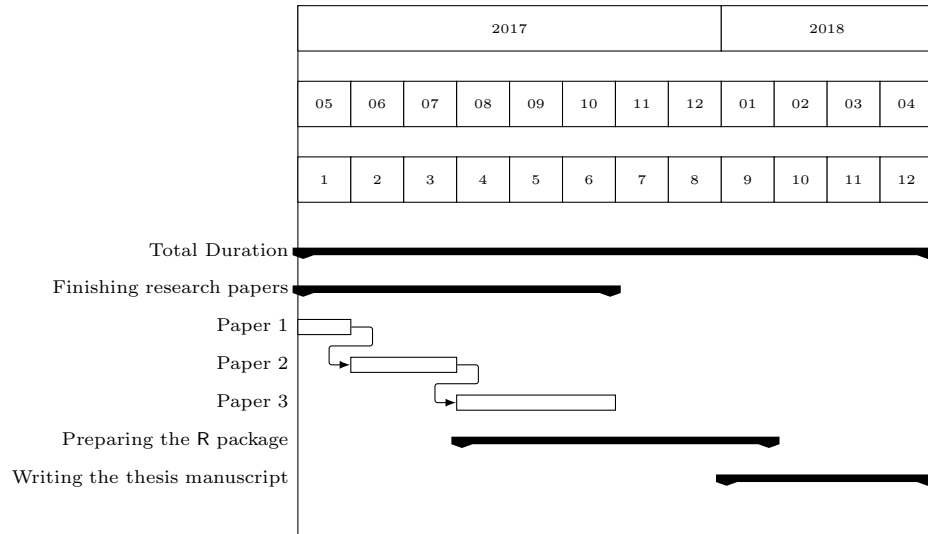 2017 2018
05 06 07 08 09 10 11 12 01 02 03 04
1 2 3 4 5 6 7 8 9 10 11 12
Total Duration
Finishing research papers
Paper 1
Paper 2
Paper 3
Preparing the R package
Writing the thesis manuscript